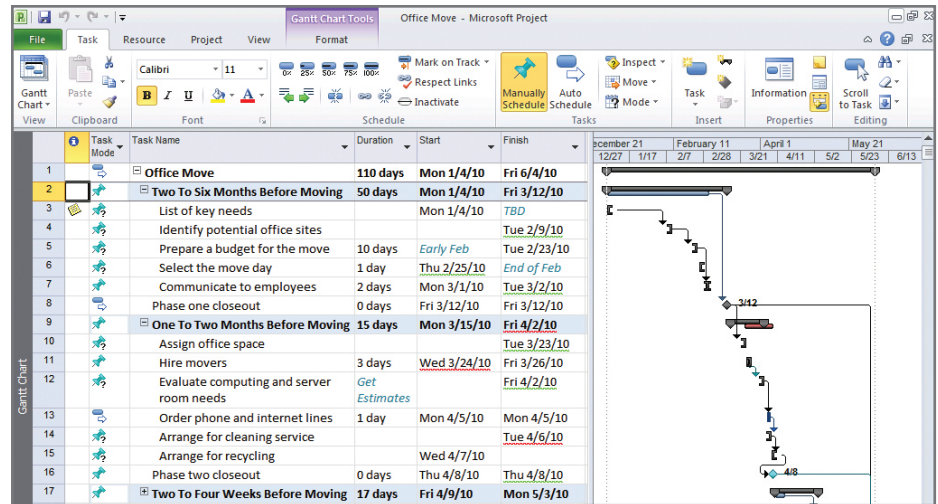 Gantt Chart Tools
Office Move - Microsoft Project
File Task Resource Project View Format
Gantt Chart
View
Paste
Clipboard
Calibri 11
B I U A
Font
0% 25% 50% 75% 100%
Mark on Track
Respect Links
Inactivate
Schedule
Manually Schedule
Auto Schedule
Inspect
Move
Mode
Tasks
Task
Insert
Information
Properties
Scroll to Task
Editing
Task Mode Task Name Duration Start Finish
ecember 21 February 11 April 1 May 21
12/27 1/17 2/7 2/28 3/21 4/11 5/2 5/23 6/13
1 Office Move 110 days Mon 1/4/10 Fri 6/4/10
2 Two To Six Months Before Moving 50 days Mon 1/4/10 Fri 3/12/10
3 List of key needs Mon 1/4/10 TBD
4 Identify potential office sites Tue 2/9/10
5 Prepare a budget for the move 10 days Early Feb Tue 2/23/10
6 Select the move day 1 day Thu 2/25/10 End of Feb
7 Communicate to employees 2 days Mon 3/1/10 Tue 3/2/10
8 Phase one closeout 0 days Fri 3/12/10 Fri 3/12/10 3/12
9 One To Two Months Before Moving 15 days Mon 3/15/10 Fri 4/2/10
10 Assign office space Tue 3/23/10
11 Hire movers 3 days Wed 3/24/10 Fri 3/26/10
12 Evaluate computing and server room needs Get Estimates Fri 4/2/10
13 Order phone and internet lines 1 day Mon 4/5/10 Mon 4/5/10
14 Arrange for cleaning service Tue 4/6/10
15 Arrange for recycling Wed 4/7/10
16 Phase two closeout 0 days Thu 4/8/10 Thu 4/8/10 4/8
17 Two To Four Weeks Before Moving 17 days Fri 4/9/10 Mon 5/3/10
Gantt Chart